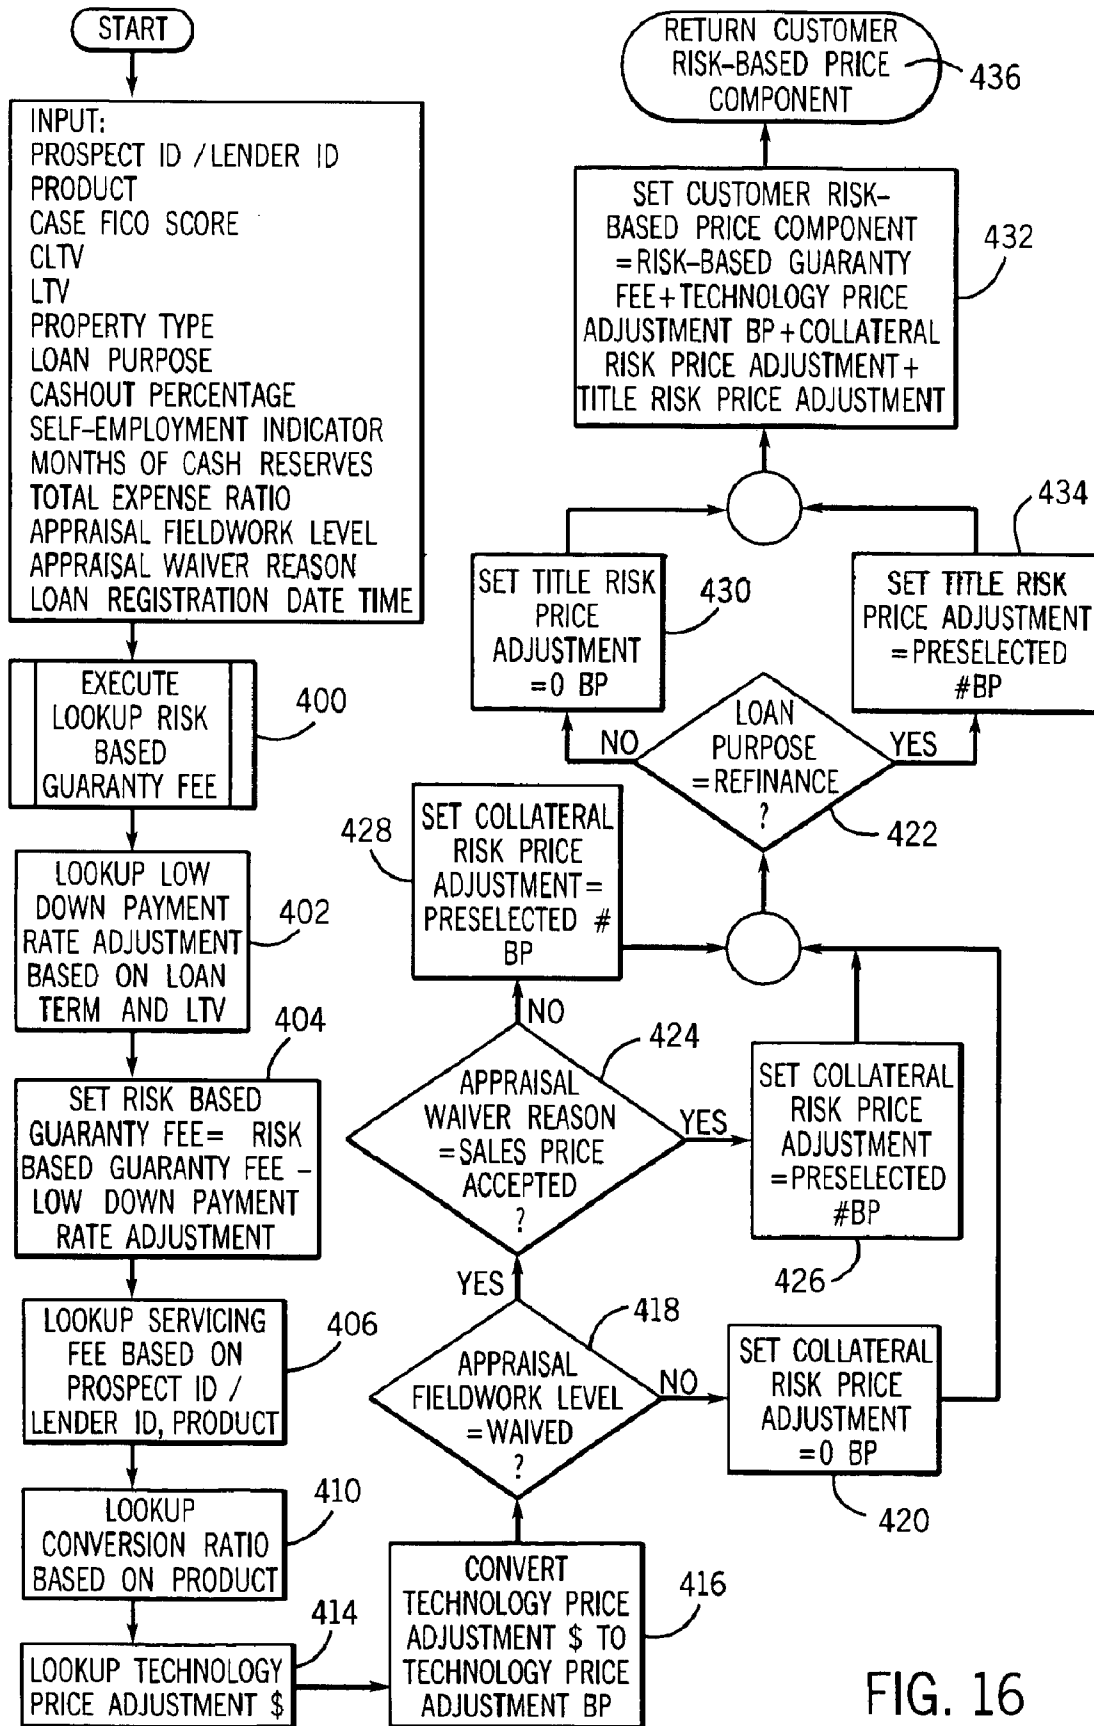 START
INPUT:
PROSPECT ID / LENDER ID
PRODUCT
CASE FICO SCORE
CLTV
LTV
PROPERTY TYPE
LOAN PURPOSE
CASHOUT PERCENTAGE
SELF-EMPLOYMENT INDICATOR
MONTHS OF CASH RESERVES
TOTAL EXPENSE RATIO
APPRAISAL FIELDWORK LEVEL
APPRAISAL WAIVER REASON
LOAN REGISTRATION DATE TIME
EXECUTE
LOOKUP RISK
BASED
GUARANTY FEE
400
LOOKUP LOW
DOWN PAYMENT
RATE ADJUSTMENT
BASED ON LOAN
TERM AND LTV
402
404
SET RISK BASED
GUARANTY FEE= RISK
BASED GUARANTY FEE -
LOW DOWN PAYMENT
RATE ADJUSTMENT
LOOKUP SERVICING
FEE BASED ON
PROSPECT ID /
LENDER ID, PRODUCT
406
LOOKUP
CONVERSION RATIO
BASED ON PRODUCT
410
414
LOOKUP TECHNOLOGY
PRICE ADJUSTMENT $
CONVERT
TECHNOLOGY PRICE
ADJUSTMENT $ TO
TECHNOLOGY PRICE
ADJUSTMENT BP
416
APPRAISAL
FIELDWORK LEVEL
=WAIVED
?
418
YES
NO
SET COLLATERAL
RISK PRICE
ADJUSTMENT
=0 BP
420
APPRAISAL
WAIVER REASON
=SALES PRICE
ACCEPTED
?
424
NO
YES
SET COLLATERAL
RISK PRICE
ADJUSTMENT
=PRESELECTED
#BP
426
SET COLLATERAL
RISK PRICE
ADJUSTMENT=
PRESELECTED #
BP
428
LOAN
PURPOSE
=REFINANCE
?
422
NO
YES
SET TITLE RISK
PRICE
ADJUSTMENT
=0 BP
430
SET TITLE RISK
PRICE ADJUSTMENT
=PRESELECTED
#BP
434
SET CUSTOMER RISK-
BASED PRICE COMPONENT
=RISK-BASED GUARANTY
FEE+TECHNOLOGY PRICE
ADJUSTMENT BP+COLLATERAL
RISK PRICE ADJUSTMENT+
TITLE RISK PRICE ADJUSTMENT
432
RETURN CUSTOMER
RISK-BASED PRICE
COMPONENT
436
FIG. 16